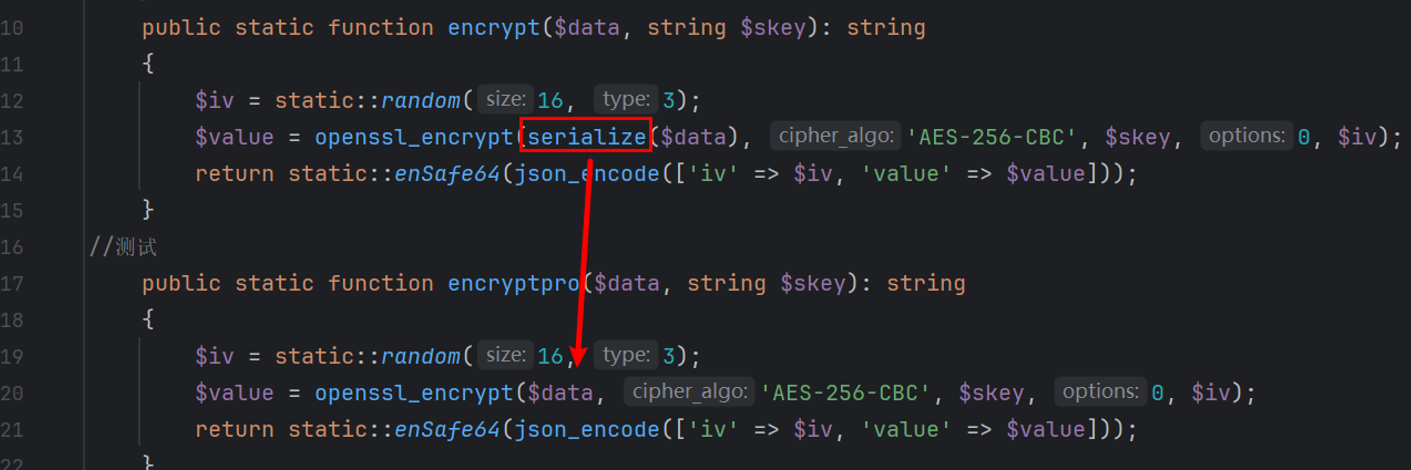 10 public static function encrypt($data, string $skey): string
11 {
12 $iv = static::random( size: 16, type: 3);
13 $value = openssl_encrypt(serialize($data), cipher_algo: 'AES-256-CBC', $skey, options: 0, $iv);
14 return static::enSafe64(json_encode(['iv' => $iv, 'value' => $value]));
15 }
16 //测试
17 public static function encryptpro($data, string $skey): string
18 {
19 $iv = static::random( size: 16, type: 3);
20 $value = openssl_encrypt($data, cipher_algo: 'AES-256-CBC', $skey, options: 0, $iv);
21 return static::enSafe64(json_encode(['iv' => $iv, 'value' => $value]));
22 }